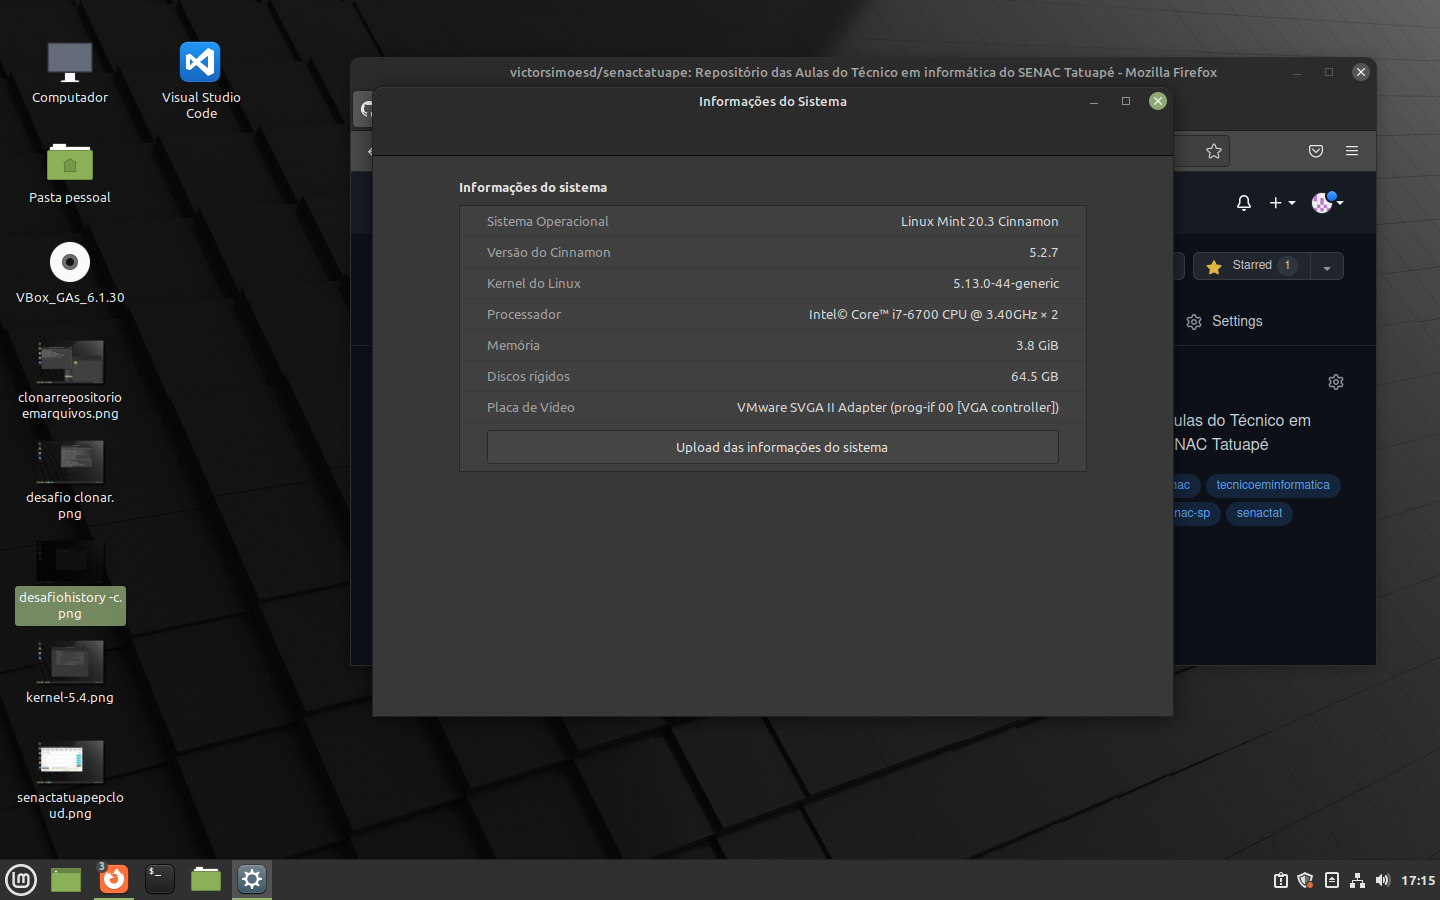 Computador
Visual Studio
Code
Pasta pessoal
VBox_GAs_6.1.30
clonarrepositorio
emarquivos.png
desafio clonar.
png
desafiohistory -c.
png
kernel-5.4.png
senactatuapepclo
ud.png
victorsimoesd/senactatuape: Repositório das Aulas do Técnico em informática do SENAC Tatuapé - Mozilla Firefox
Informações do Sistema
Informações do sistema
Sistema Operacional Linux Mint 20.3 Cinnamon
Versão do Cinnamon 5.2.7
Kernel do Linux 5.13.0-44-generic
Processador Intel© Core™ i7-6700 CPU @ 3.40GHz × 2
Memória 3.8 GiB
Discos rígidos 64.5 GB
Placa de Vídeo VMware SVGA II Adapter (prog-if 00 [VGA controller])
Upload das informações do sistema
Starred 1
Settings
ulas do Técnico em
NAC Tatuapé
nac tecnicoeminformatica
nac-sp senactat
3
$_
17:15